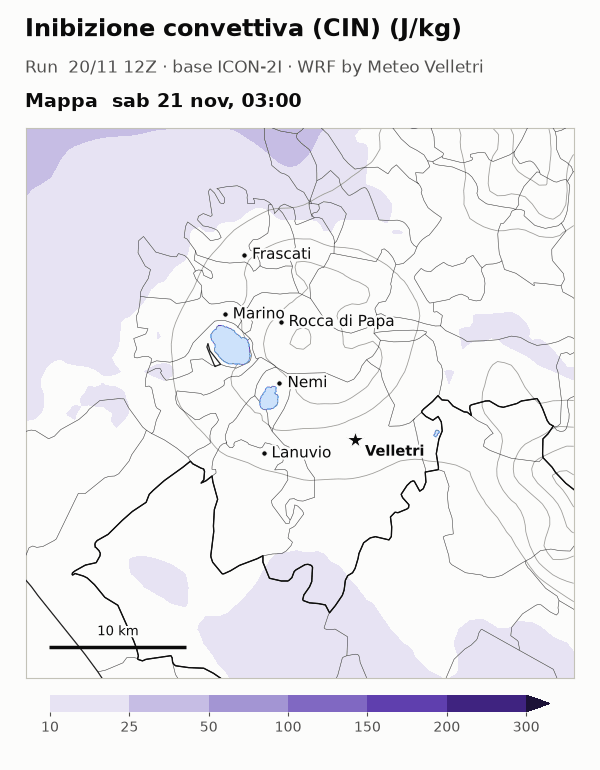 Inibizione convettiva (CIN) (J/kg)
Run  20/11 12Z · base ICON-2I · WRF by Meteo Velletri
Mappa  sab 21 nov, 03:00
Frascati
Marino
Rocca di Papa
Nemi
Velletri
Lanuvio
10 km
10 25 50 100 150 200 300